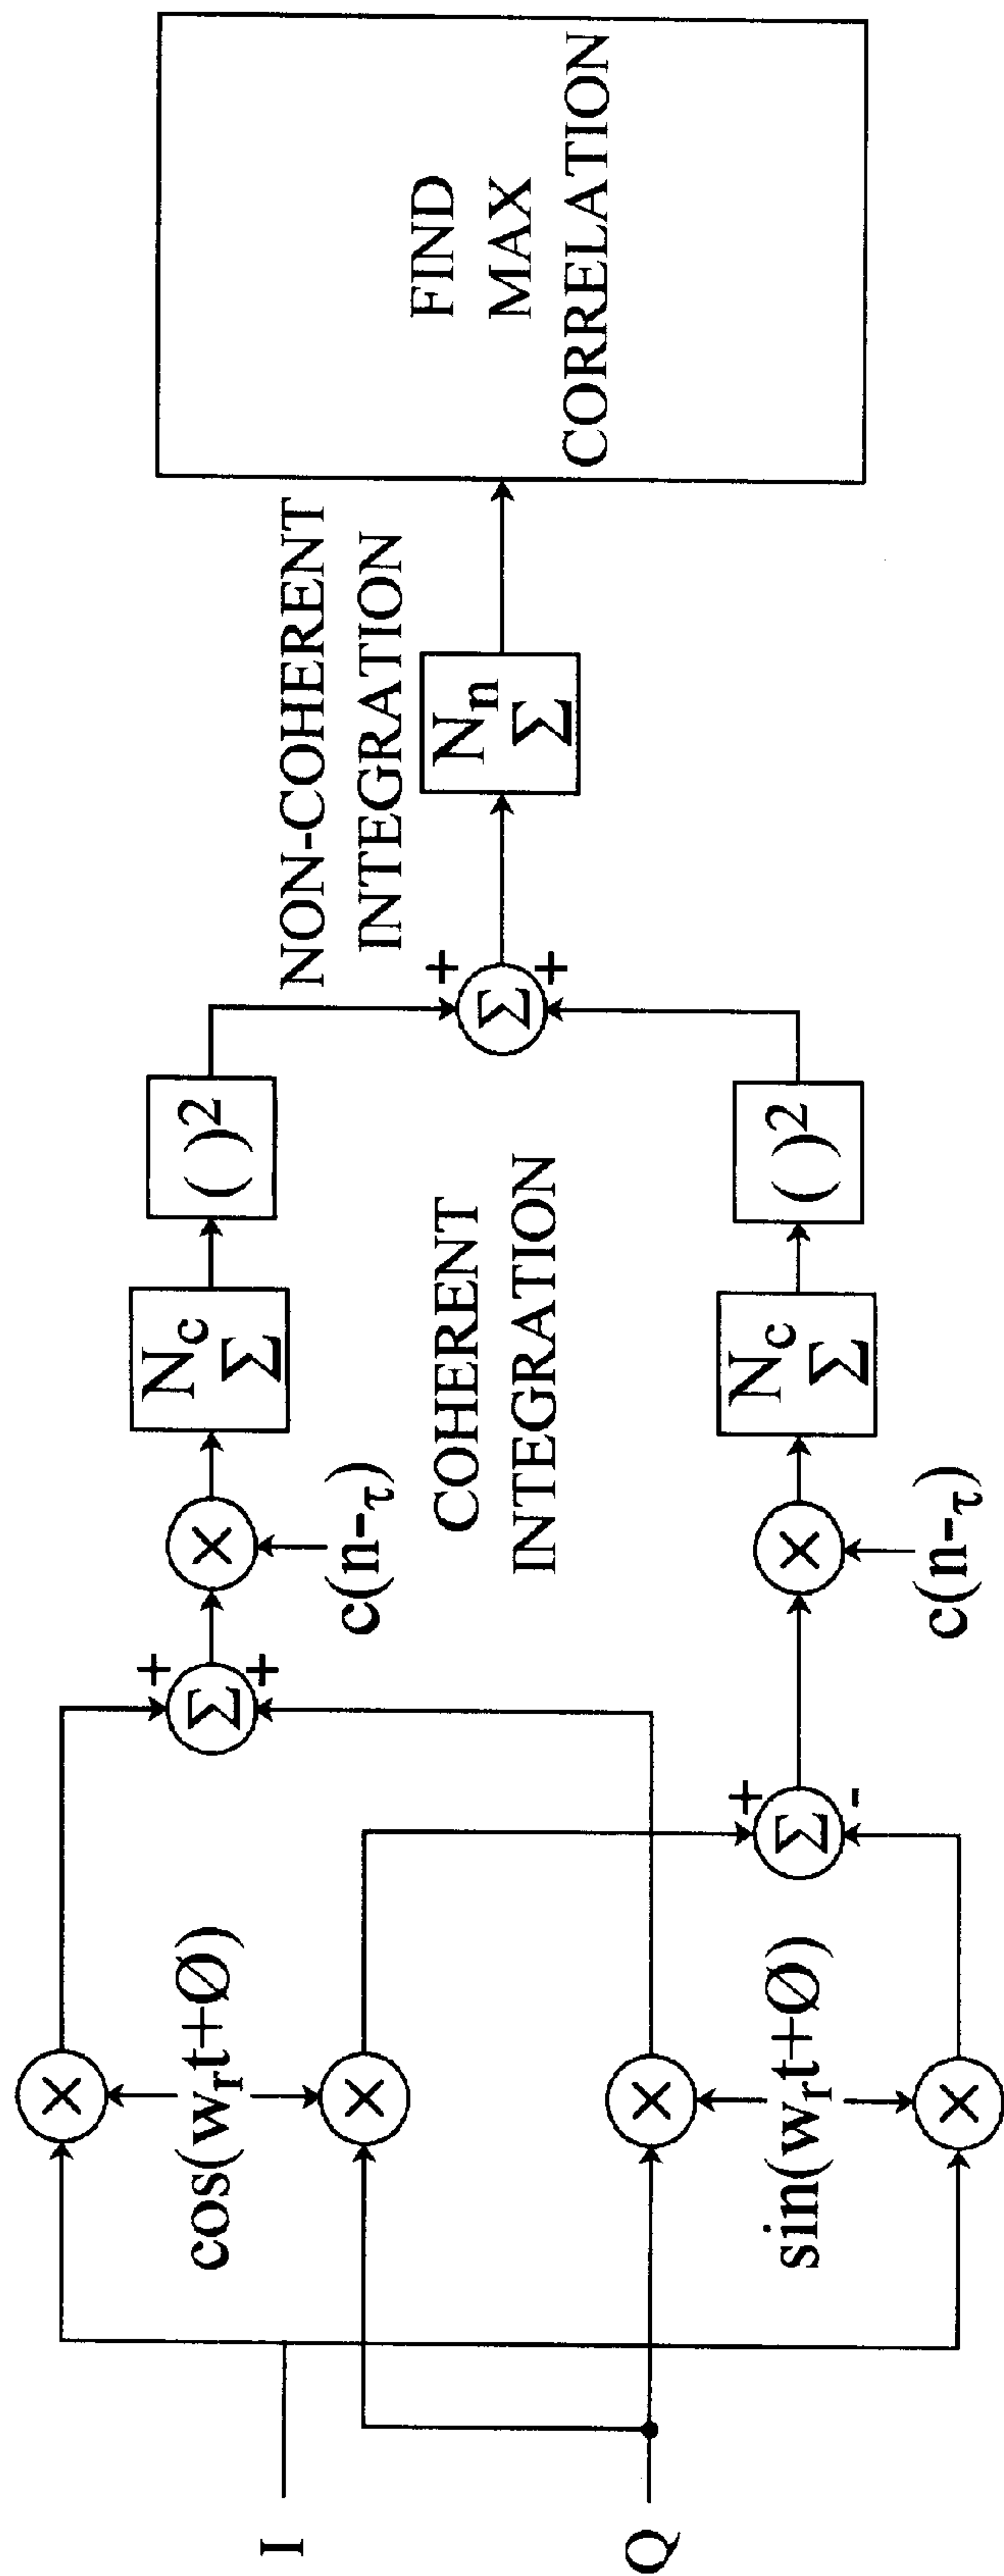 I
Q
cos(wrt+Ø)
sin(wrt+Ø)
×
×
×
×
Σ
+
+
Σ
+
-
×
c(n-τ)
×
c(n-τ)
Nc
Σ
Nc
Σ
COHERENT
INTEGRATION
( )²
( )²
Σ
+
+
NON-COHERENT
INTEGRATION
Nn
Σ
FIND
MAX
CORRELATION